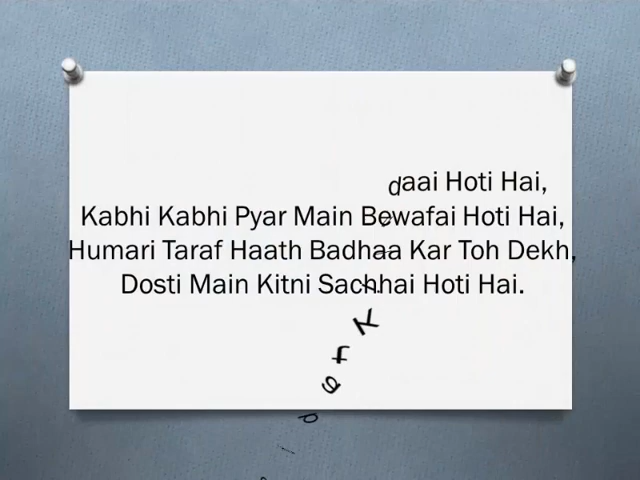 daai Hoti Hai,
Kabhi Kabhi Pyar Main Bewafai Hoti Hai,
Humari Taraf Haath Badhaa Kar Toh Dekh,
Dosti Main Kitni Sachhai Hoti Hai.